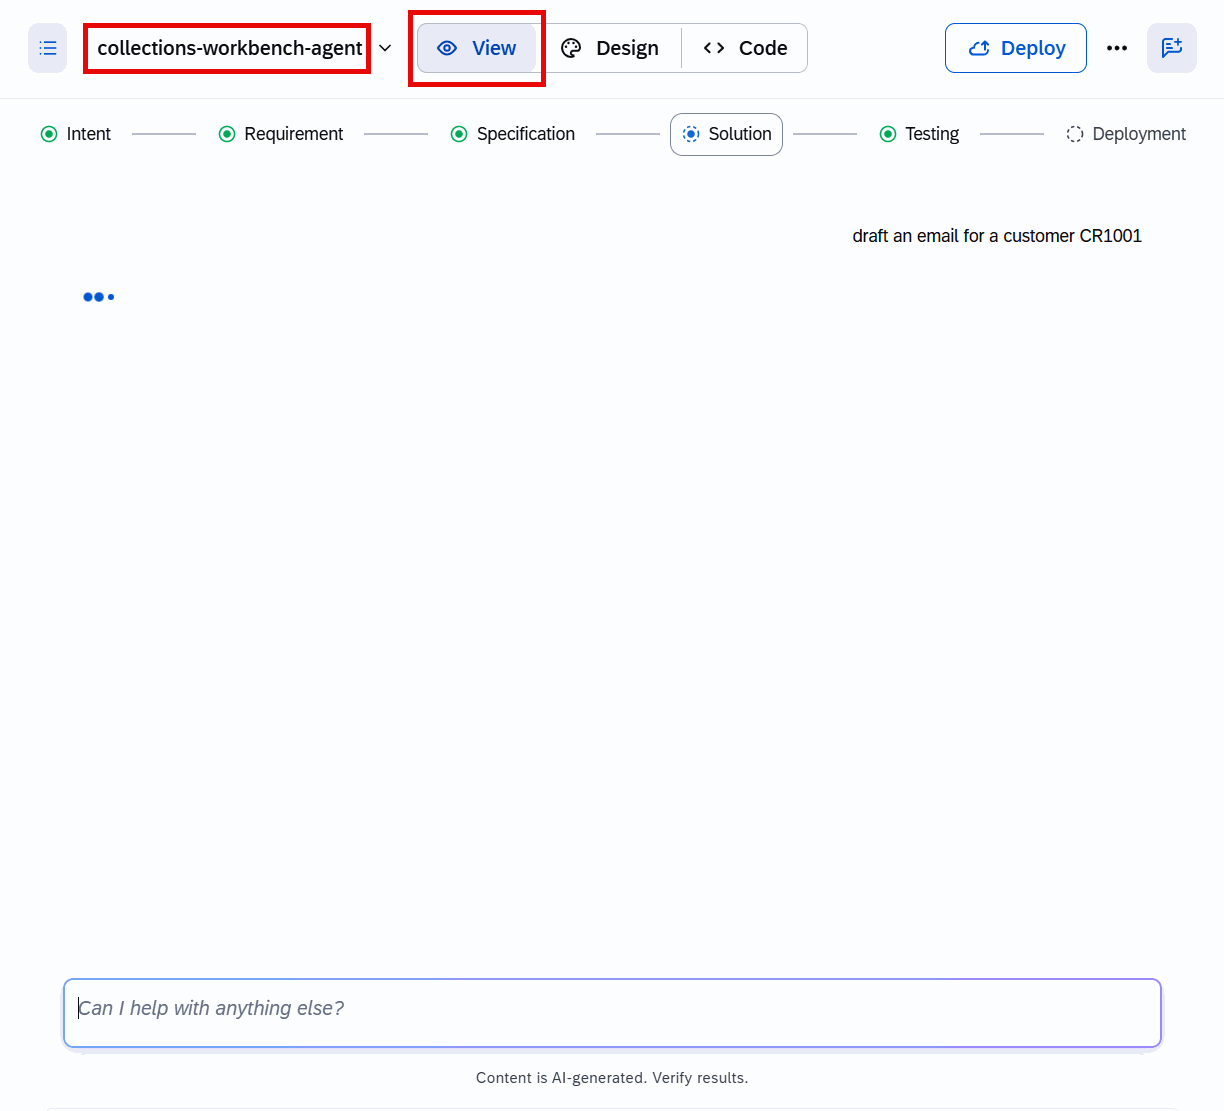 collections-workbench-agent View Design Code Deploy
Intent Requirement Specification Solution Testing Deployment
draft an email for a customer CR1001
Can I help with anything else?
Content is AI-generated. Verify results.